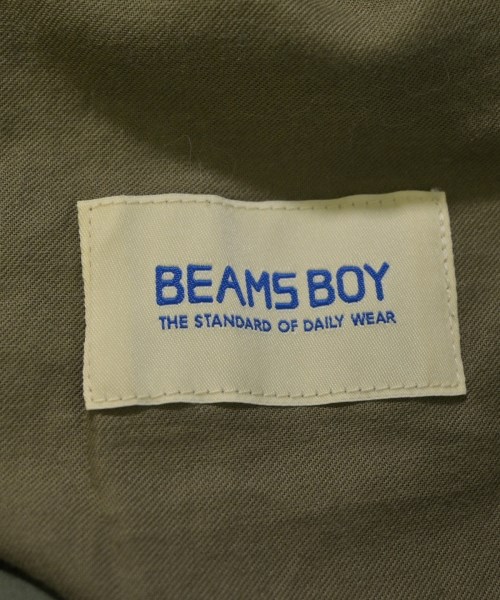 BEAMS BOY
THE STANDARD OF DAILY WEAR